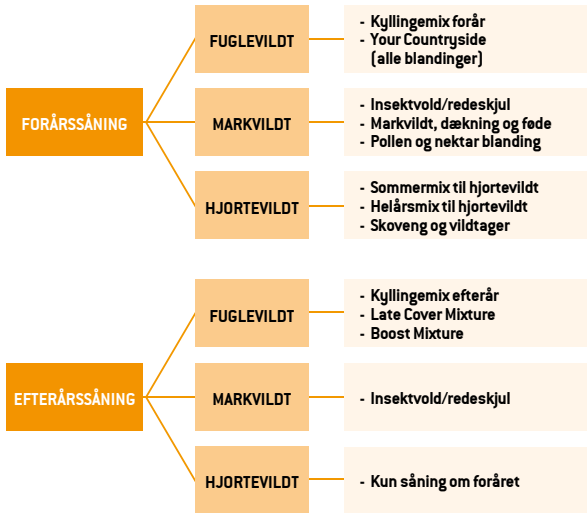 FORÅRSSÅNING
FUGLEVILDT
- Kyllingemix forår
- Your Countryside
(alle blandinger)
MARKVILDT
- Insektvold/redeskjul
- Markvildt, dækning og føde
- Pollen og nektar blanding
HJORTEVILDT
- Sommermix til hjortevildt
- Helårsmix til hjortevildt
- Skoveng og vildtager
EFTERÅRSSÅNING
FUGLEVILDT
- Kyllingemix efterår
- Late Cover Mixture
- Boost Mixture
MARKVILDT
- Insektvold/redeskjul
HJORTEVILDT
- Kun såning om foråret